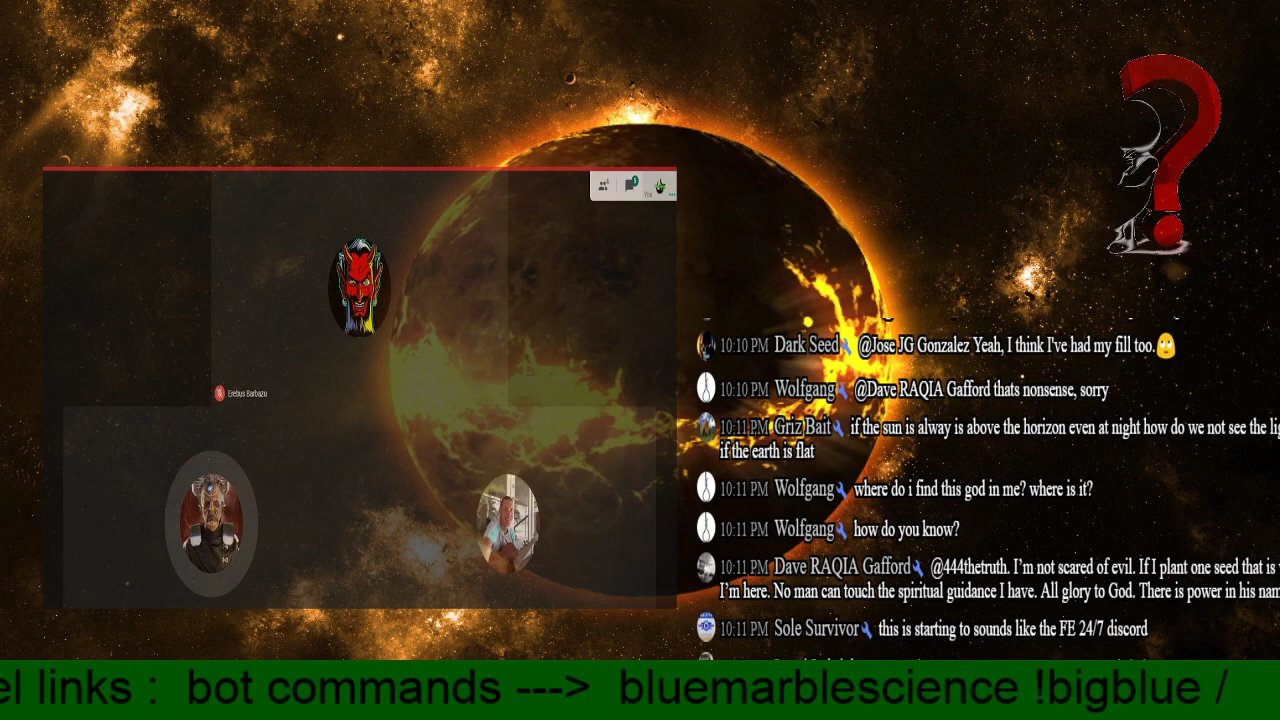 You
Erebus Barbazu
10:10 PM Dark Seed @Jose JG Gonzalez Yeah, I think I've had my fill too.
10:10 PM Wolfgang @Dave RAQIA Gafford thats nonsense, sorry
10:11 PM Griz Bait if the sun is alway is above the horizon even at night how do we not see the
if the earth is flat
10:11 PM Wolfgang where do i find this god in me? where is it?
10:11 PM Wolfgang how do you know?
10:11 PM Dave RAQIA Gafford @444thetruth. I'm not scared of evil. If I plant one seed that is
I'm here. No man can touch the spiritual guidance I have. All glory to God. There is power in his
10:11 PM Sole Survivor this is starting to sounds like the FE 24/7 discord
el links : bot commands ---> bluemarblescience !bigblue /